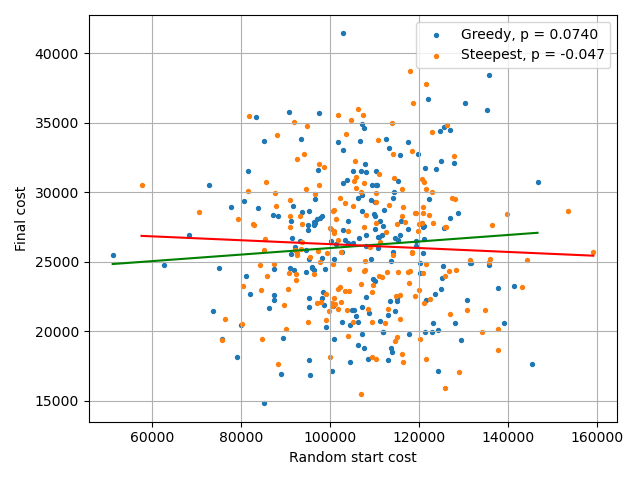 Greedy, p = 0.0740
Steepest, p = -0.047
40000
35000
30000
25000
20000
15000
Final cost
60000 80000 100000 120000 140000 160000
Random start cost